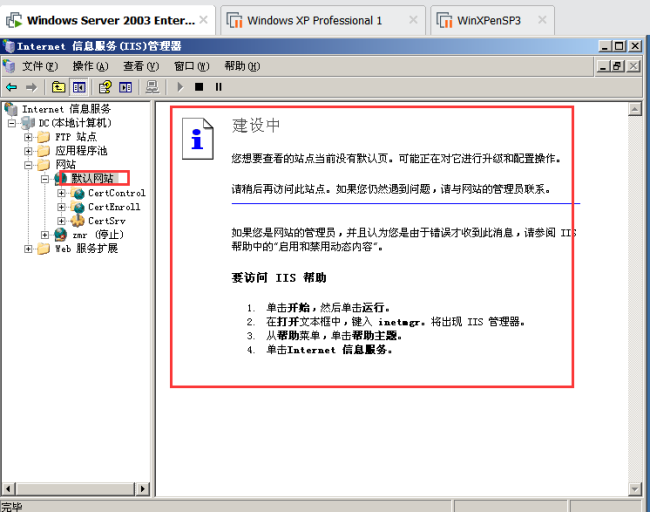 Windows Server 2003 Enter... ×
Windows XP Professional 1 ×
WinXPenSP3 ×
Internet 信息服务(IIS)管理器
文件(F) 操作(A) 查看(V) 窗口(W) 帮助(H)
Internet 信息服务
DC(本地计算机)
FTP 站点
应用程序池
网站
默认网站
CertControl
CertEnroll
CertSrv
zmr (停止)
Web 服务扩展
建设中
您想要查看的站点当前没有默认页。可能正在对它进行升级和配置操作。
请稍后再访问此站点。如果您仍然遇到问题，请与网站的管理员联系。
如果您是网站的管理员，并且认为您是由于错误才收到此消息，请参阅 IIS
帮助中的"启用和禁用动态内容"。
要访问 IIS 帮助
1. 单击开始，然后单击运行。
2. 在打开文本框中，键入 inetmgr。将出现 IIS 管理器。
3. 从帮助菜单，单击帮助主题。
4. 单击Internet 信息服务。
完毕